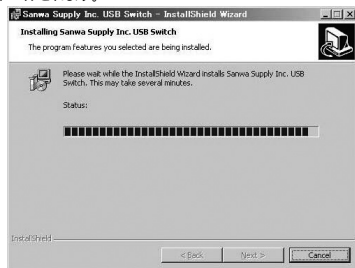 Sanwa Supply Inc. USB Switch - InstallShield Wizard
Installing Sanwa Supply Inc. USB Switch
The program features you selected are being installed.
Please wait while the InstallShield Wizard installs Sanwa Supply Inc. USB
Switch. This may take several minutes.
Status:
InstallShield
< Back
Next >
Cancel